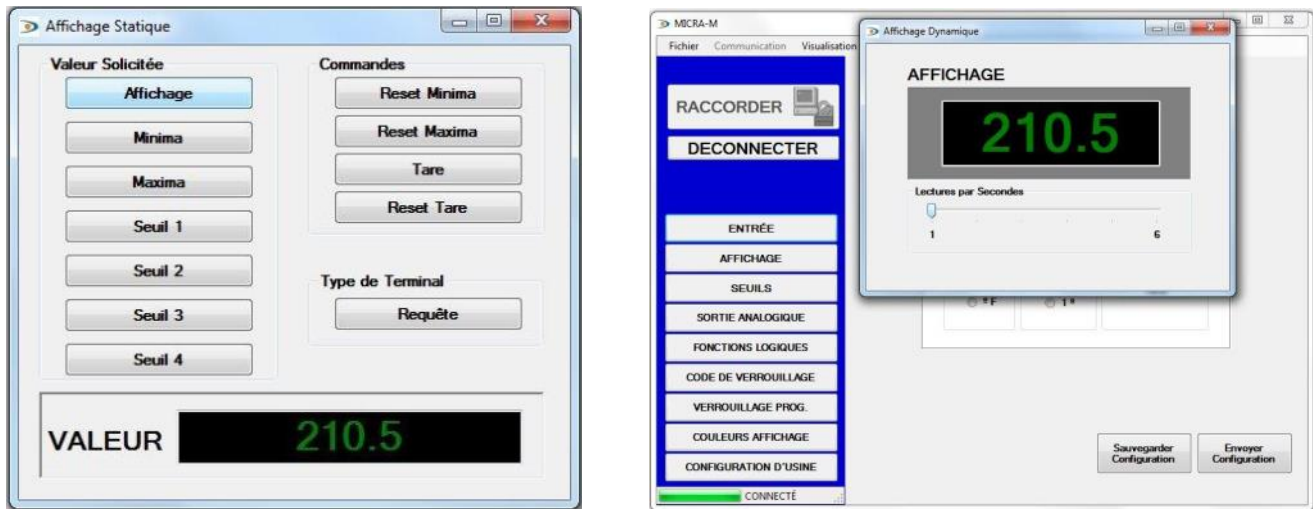 Affichage Statique
Valeur Solicitée
Affichage
Minima
Maxima
Seuil 1
Seuil 2
Seuil 3
Seuil 4
Commandes
Reset Minima
Reset Maxima
Tare
Reset Tare
Type de Terminal
Requête
VALEUR 210.5
MICRA-M
Fichier Communication Visualisation
RACCORDER
DECONNECTER
ENTRÉE
AFFICHAGE
SEUILS
SORTIE ANALOGIQUE
FONCTIONS LOGIQUES
CODE DE VERROUILLAGE
VERROUILLAGE PROG.
COULEURS AFFICHAGE
CONFIGURATION D'USINE
CONNECTÉ
Affichage Dynamique
AFFICHAGE
210.5
Lectures par Secondes
1 6
ºF 1º
Sauvegarder Configuration
Envoyer Configuration